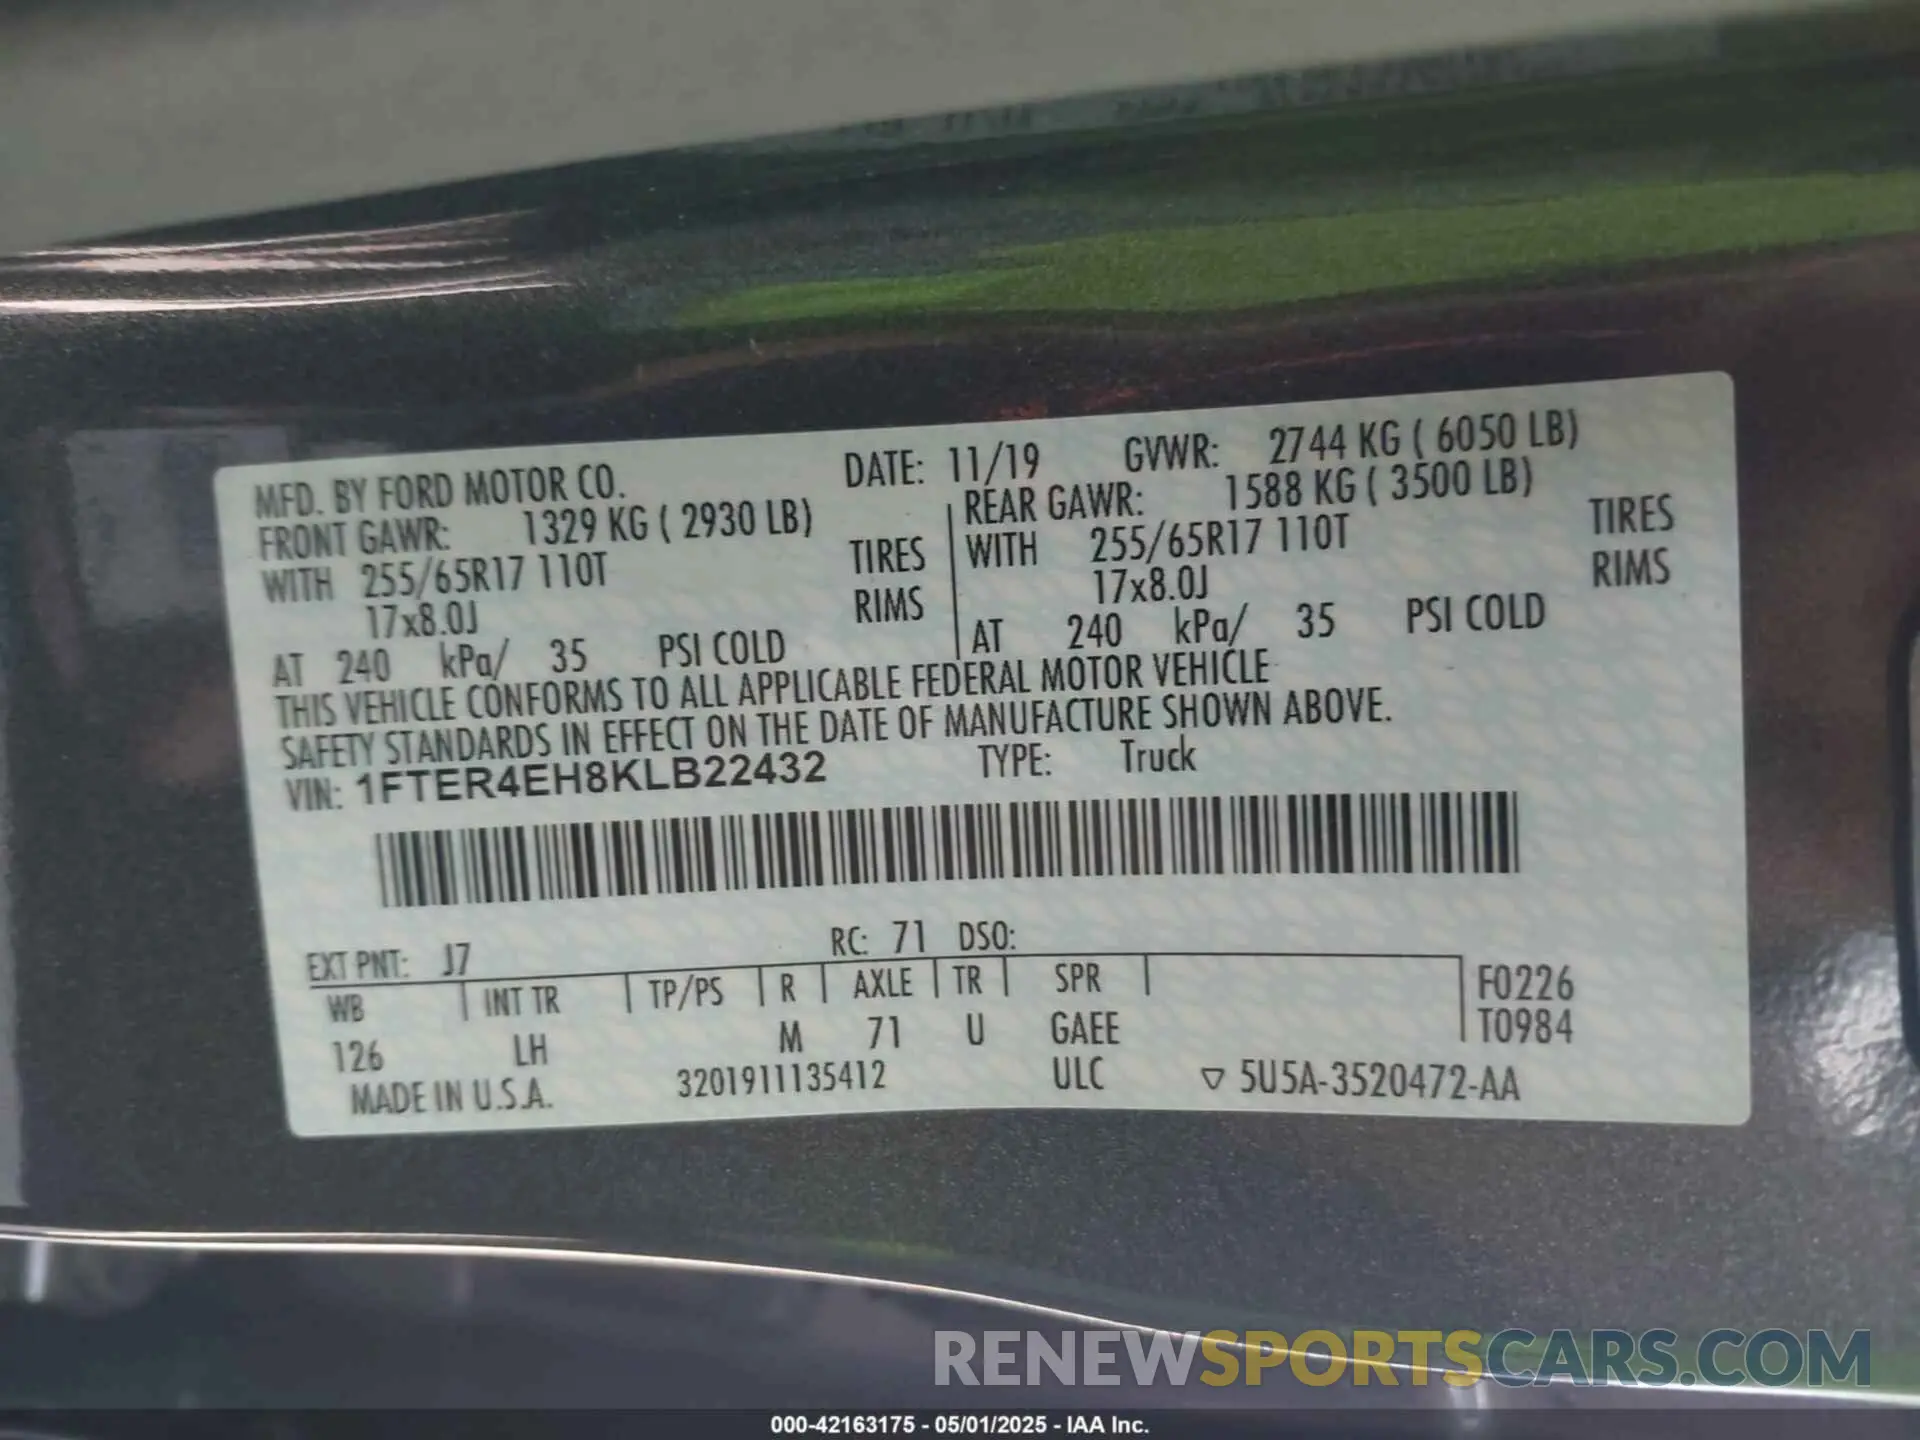 MFD. BY FORD MOTOR CO. DATE: 11/19 GVWR: 2744 KG ( 6050 LB)
FRONT GAWR: 1329 KG ( 2930 LB) REAR GAWR: 1588 KG ( 3500 LB)
WITH 255/65R17 110T TIRES WITH 255/65R17 110T TIRES
17x8.0J RIMS 17x8.0J RIMS
AT 240 kPa/ 35 PSI COLD AT 240 kPa/ 35 PSI COLD
THIS VEHICLE CONFORMS TO ALL APPLICABLE FEDERAL MOTOR VEHICLE
SAFETY STANDARDS IN EFFECT ON THE DATE OF MANUFACTURE SHOWN ABOVE.
VIN: 1FTER4EH8KLB22432 TYPE: Truck
EXT PNT: J7 RC: 71 DSO:
WB INT TR TP/PS R AXLE TR SPR F0226
126 LH M 71 U GAEE T0984
MADE IN U.S.A. 3201911135412 ULC ▽ 5U5A-3520472-AA
RENEWSPORTSCARS.COM
000-42163175 - 05/01/2025 - IAA Inc.